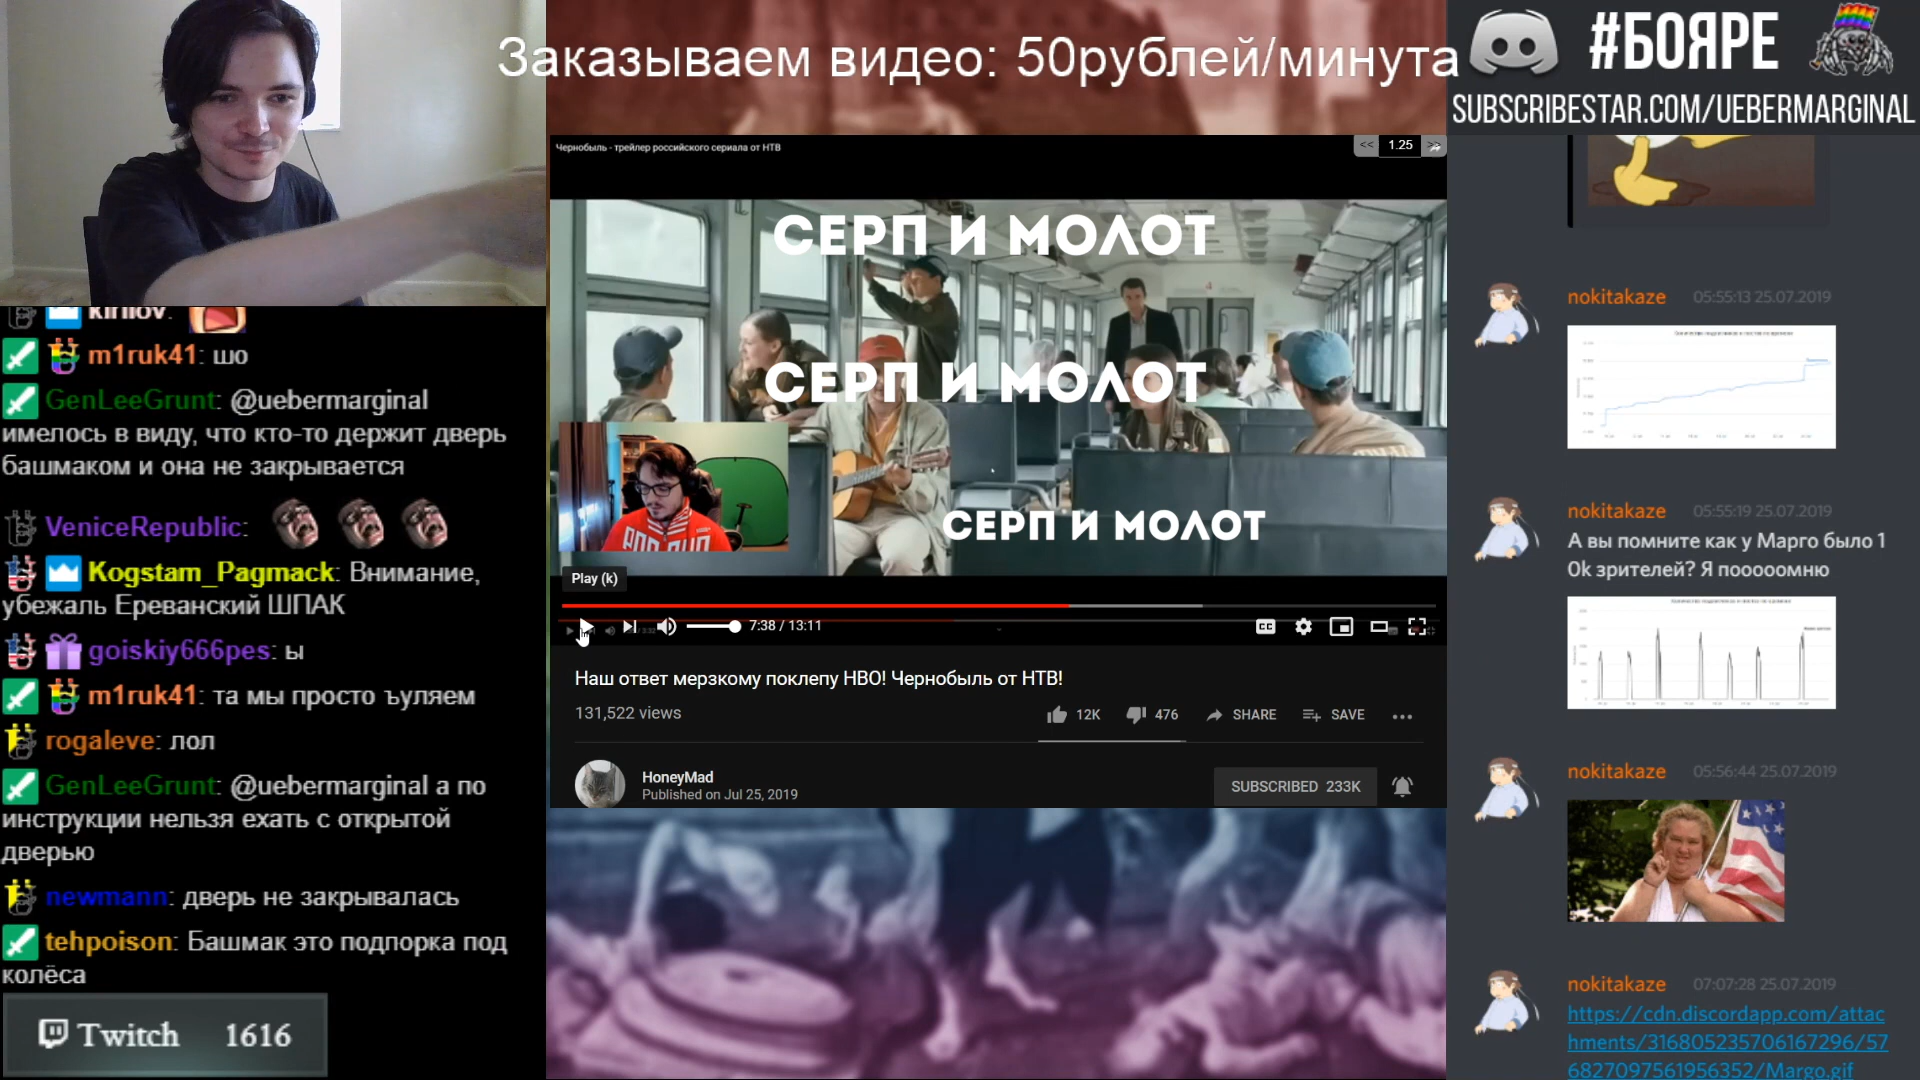 Заказываем видео: 50рублей/минута
#БОЯРЕ
SUBSCRIBESTAR.COM/UEBERMARGINAL
Чернобыль - трейлер российского сериала от НТВ
<< 1.25 >>
СЕРП И МОЛОТ
СЕРП И МОЛОТ
СЕРП И МОЛОТ
Play (k)
7:38 / 13:11
CC
Наш ответ мерзкому поклепу HBO! Чернобыль от НТВ!
131,522 views
12K 476 SHARE SAVE
HoneyMad
Published on Jul 25, 2019
SUBSCRIBED 233K
kirilov:
m1ruk41: шо
GenLeeGrunt: @uebermarginal
имелось в виду, что кто-то держит дверь
башмаком и она не закрывается
VeniceRepublic:
Kogstam_Pagmack: Внимание,
убежаль Ереванский ШПАК
goiskiy666pes: ы
m1ruk41: та мы просто ъуляем
rogaleve: лол
GenLeeGrunt: @uebermarginal а по
инструкции нельзя ехать с открытой
дверью
newmann: дверь не закрывалась
tehpoison: Башмак это подпорка под
колёса
Twitch 1616
nokitakaze 05:55:13 25.07.2019
nokitakaze 05:55:19 25.07.2019
А вы помните как у Марго было 1
0k зрителей? Я пооооомню
nokitakaze 05:56:44 25.07.2019
nokitakaze 07:07:28 25.07.2019
https://cdn.discordapp.com/attac
hments/316805235706167296/57
6827097561956352/Margo.gif